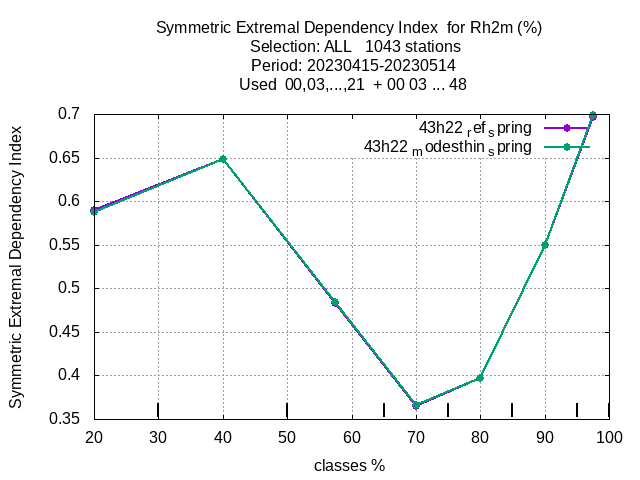 Symmetric Extremal Dependency Index for Rh2m (%)
Selection: ALL 1043 stations
Period: 20230415-20230514
Used 00,03,...,21 + 00 03 ... 48
Symmetric Extremal Dependency Index
0.7
0.65
0.6
0.55
0.5
0.45
0.4
0.35
43h22 ref spring
43h22 modesthin spring
20 30 40 50 60 70 80 90 100
classes %